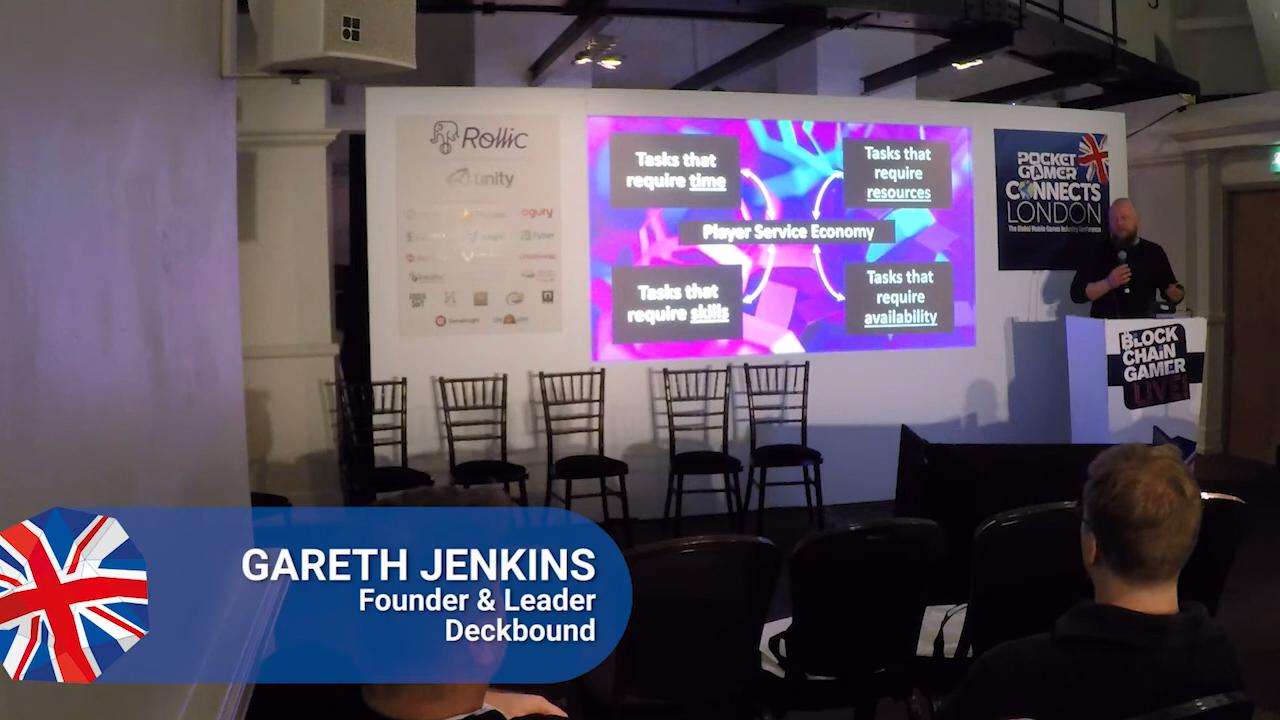 Rollic
unity
ogury
Fyber
Tasks that
require time
Tasks that
require
resources
Player Service Economy
Tasks that
require skills
Tasks that
require
availability
POCKET
GAMER
CONNECTS
LONDON
The Global Mobile Games Industry Conference
BLOCK
CHAIN
GAMER
LIVE!
GARETH JENKINS
Founder & Leader
Deckbound